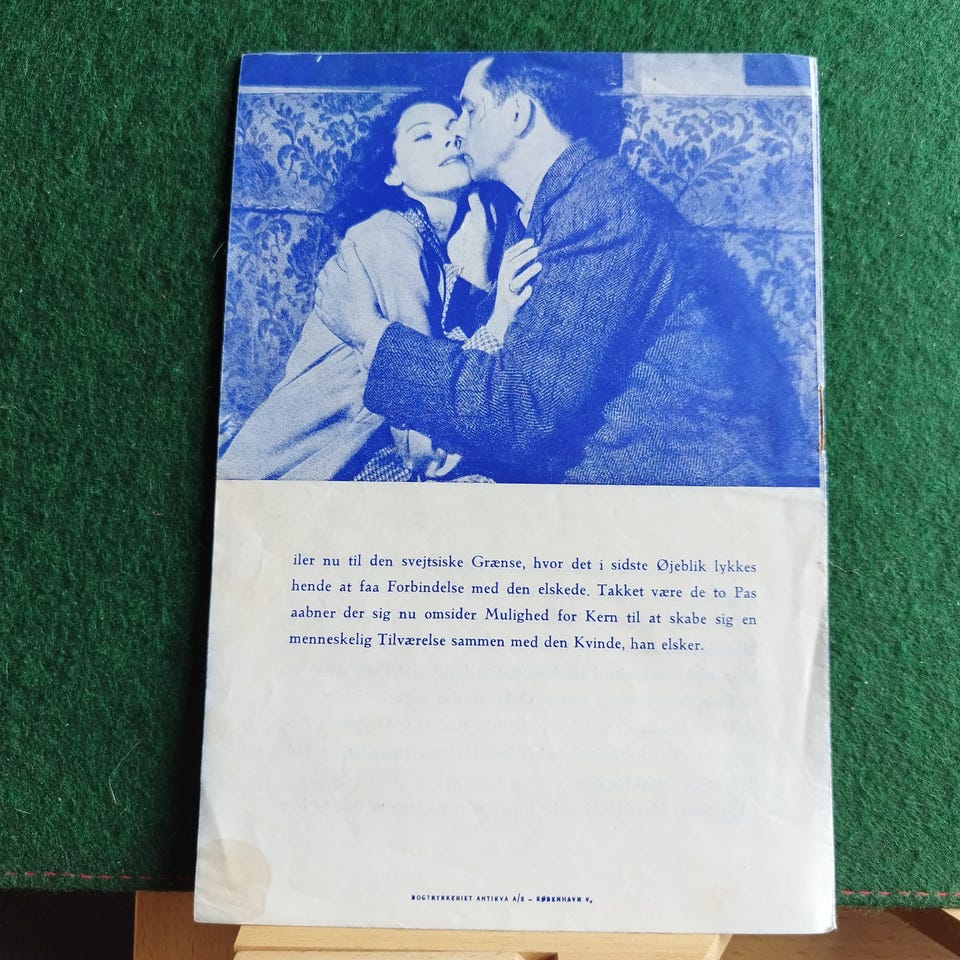 iler nu til den svejtsiske Grænse, hvor det i sidste Øjeblik lykkes
hende at faa Forbindelse med den elskede. Takket være de to Pas
aabner der sig nu omsider Mulighed for Kern til at skabe sig en
menneskelig Tilværelse sammen med den Kvinde, han elsker.
BOGTRYKKERIET ANTIKVA A/S — KØBENHAVN V.